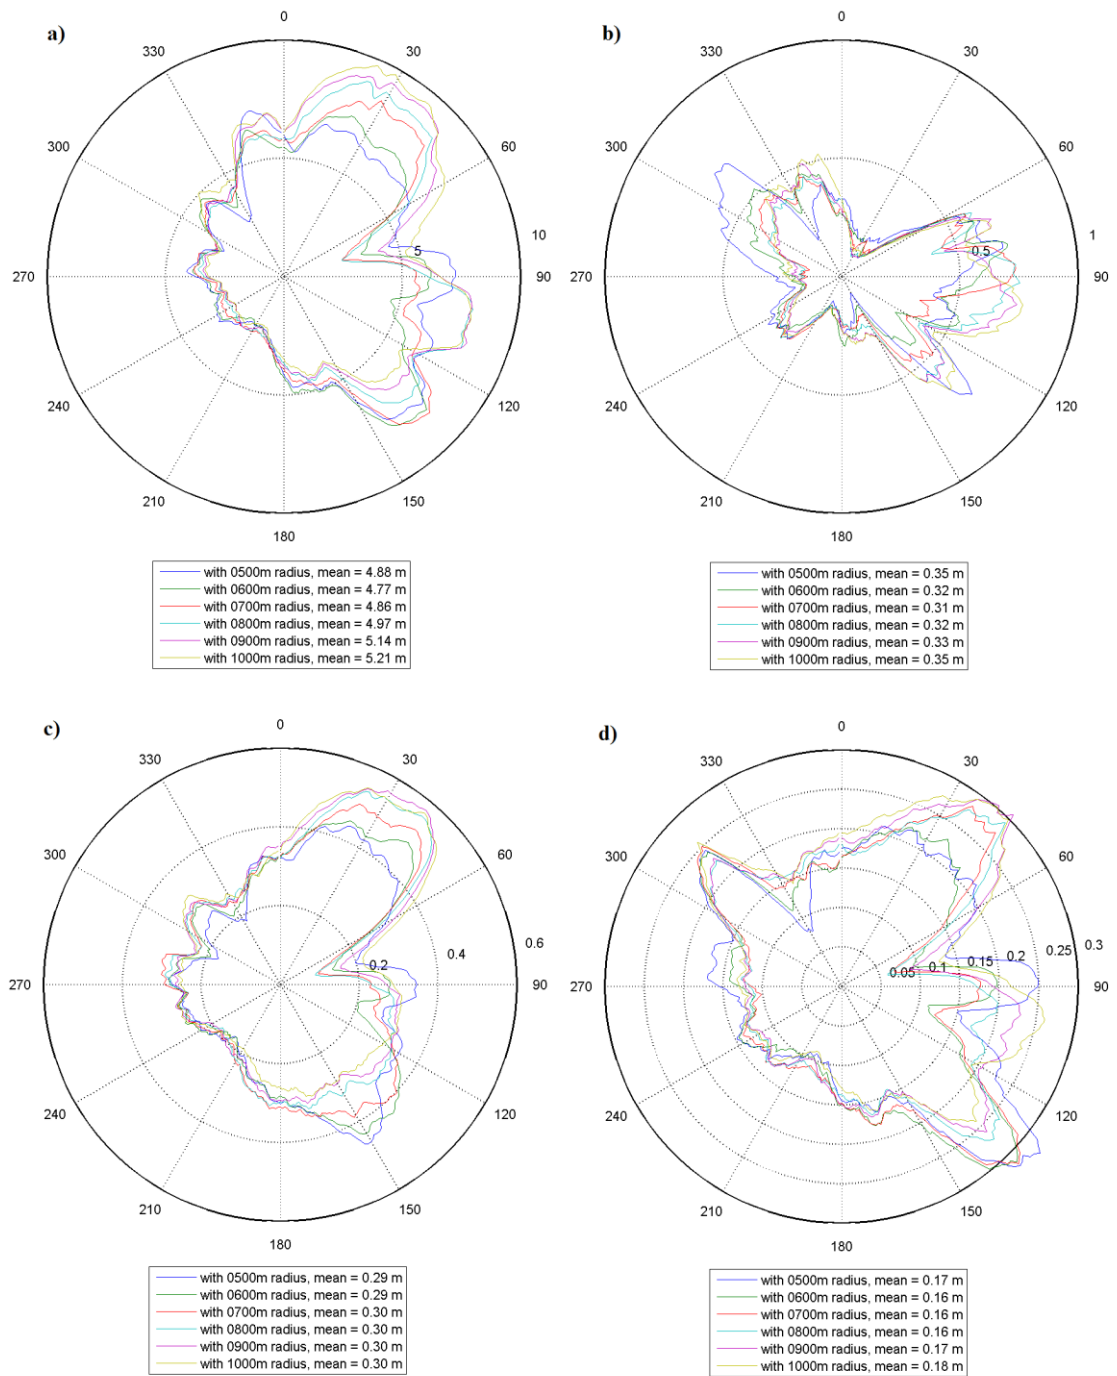 a)
0
30
60
90
120
150
180
210
240
270
300
330
5
10
with 0500m radius, mean = 4.88 m
with 0600m radius, mean = 4.77 m
with 0700m radius, mean = 4.86 m
with 0800m radius, mean = 4.97 m
with 0900m radius, mean = 5.14 m
with 1000m radius, mean = 5.21 m
b)
0
30
60
90
120
150
180
210
240
270
300
330
0.5
1
with 0500m radius, mean = 0.35 m
with 0600m radius, mean = 0.32 m
with 0700m radius, mean = 0.31 m
with 0800m radius, mean = 0.32 m
with 0900m radius, mean = 0.33 m
with 1000m radius, mean = 0.35 m
c)
0
30
60
90
120
150
180
210
240
270
300
330
0.2
0.4
0.6
with 0500m radius, mean = 0.29 m
with 0600m radius, mean = 0.29 m
with 0700m radius, mean = 0.30 m
with 0800m radius, mean = 0.30 m
with 0900m radius, mean = 0.30 m
with 1000m radius, mean = 0.30 m
d)
0
30
60
90
120
150
180
210
240
270
300
330
0.05
0.1
0.15
0.2
0.25
0.3
with 0500m radius, mean = 0.17 m
with 0600m radius, mean = 0.16 m
with 0700m radius, mean = 0.16 m
with 0800m radius, mean = 0.16 m
with 0900m radius, mean = 0.17 m
with 1000m radius, mean = 0.18 m